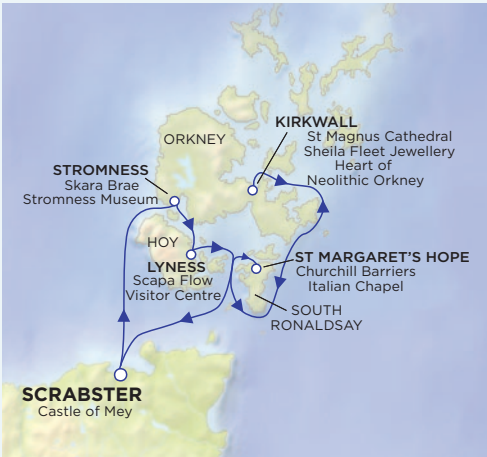 KIRKWALL
St Magnus Cathedral
Sheila Fleet Jewellery
Heart of
Neolithic Orkney
ORKNEY
STROMNESS
Skara Brae
Stromness Museum
HOY
LYNESS
Scapa Flow
Visitor Centre
ST MARGARET'S HOPE
Churchill Barriers
Italian Chapel
SOUTH
RONALDSAY
SCRABSTER
Castle of Mey